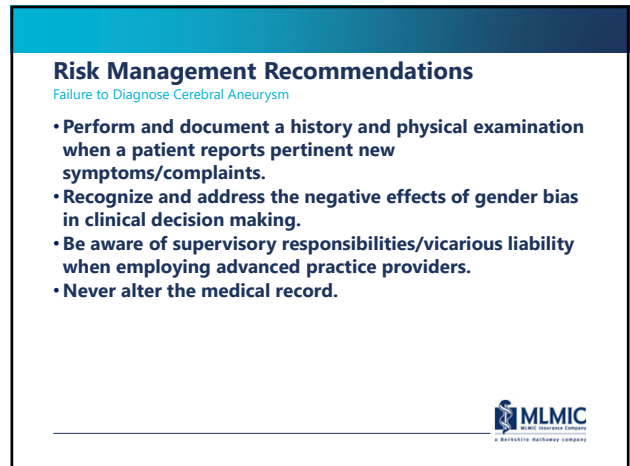 Risk Management Recommendations
Failure to Diagnose Cerebral Aneurysm
• Perform and document a history and physical examination
when a patient reports pertinent new
symptoms/complaints.
• Recognize and address the negative effects of gender bias
in clinical decision making.
• Be aware of supervisory responsibilities/vicarious liability
when employing advanced practice providers.
• Never alter the medical record.
MLMIC
MLMIC Insurance Company
a Berkshire Hathaway company